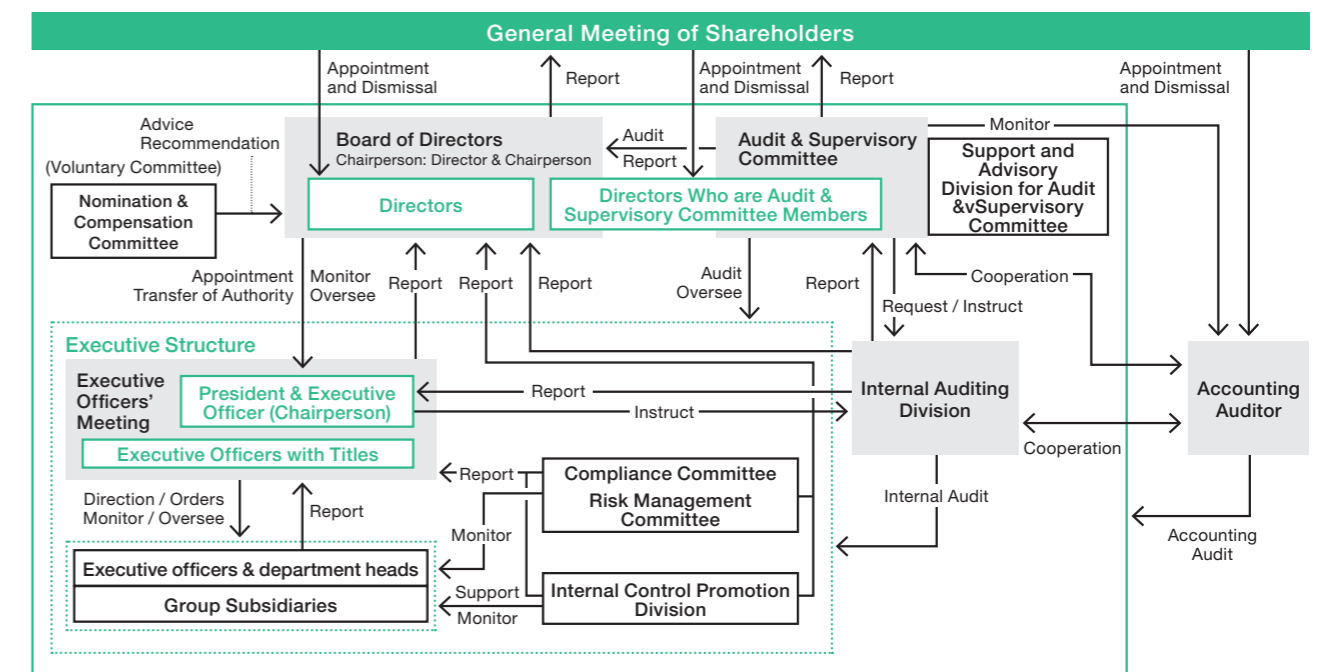 General Meeting of Shareholders
Appointment
and Dismissal
Report
Appointment
and Dismissal
Report
Appointment
and Dismissal
Advice
Recommendation
(Voluntary Committee)
Nomination &
Compensation
Committee
Board of Directors
Chairperson: Director & Chairperson
Directors
Audit
Report
Audit & Supervisory
Committee
Directors Who are Audit &
Supervisory Committee Members
Monitor
Support and
Advisory
Division for Audit
&vSupervisory
Committee
Appointment
Transfer of Authority
Monitor
Oversee
Report
Report
Report
Audit
Oversee
Report
Request / Instruct
Cooperation
Executive Structure
Executive
Officers’
Meeting
President & Executive
Officer (Chairperson)
Executive Officers with Titles
Report
Instruct
Internal Auditing
Division
Accounting
Auditor
Cooperation
Direction / Orders
Monitor / Oversee
Report
Report
Monitor
Compliance Committee
Risk Management
Committee
Internal Audit
Accounting
Audit
Executive officers & department heads
Group Subsidiaries
Support
Monitor
Internal Control Promotion
Division